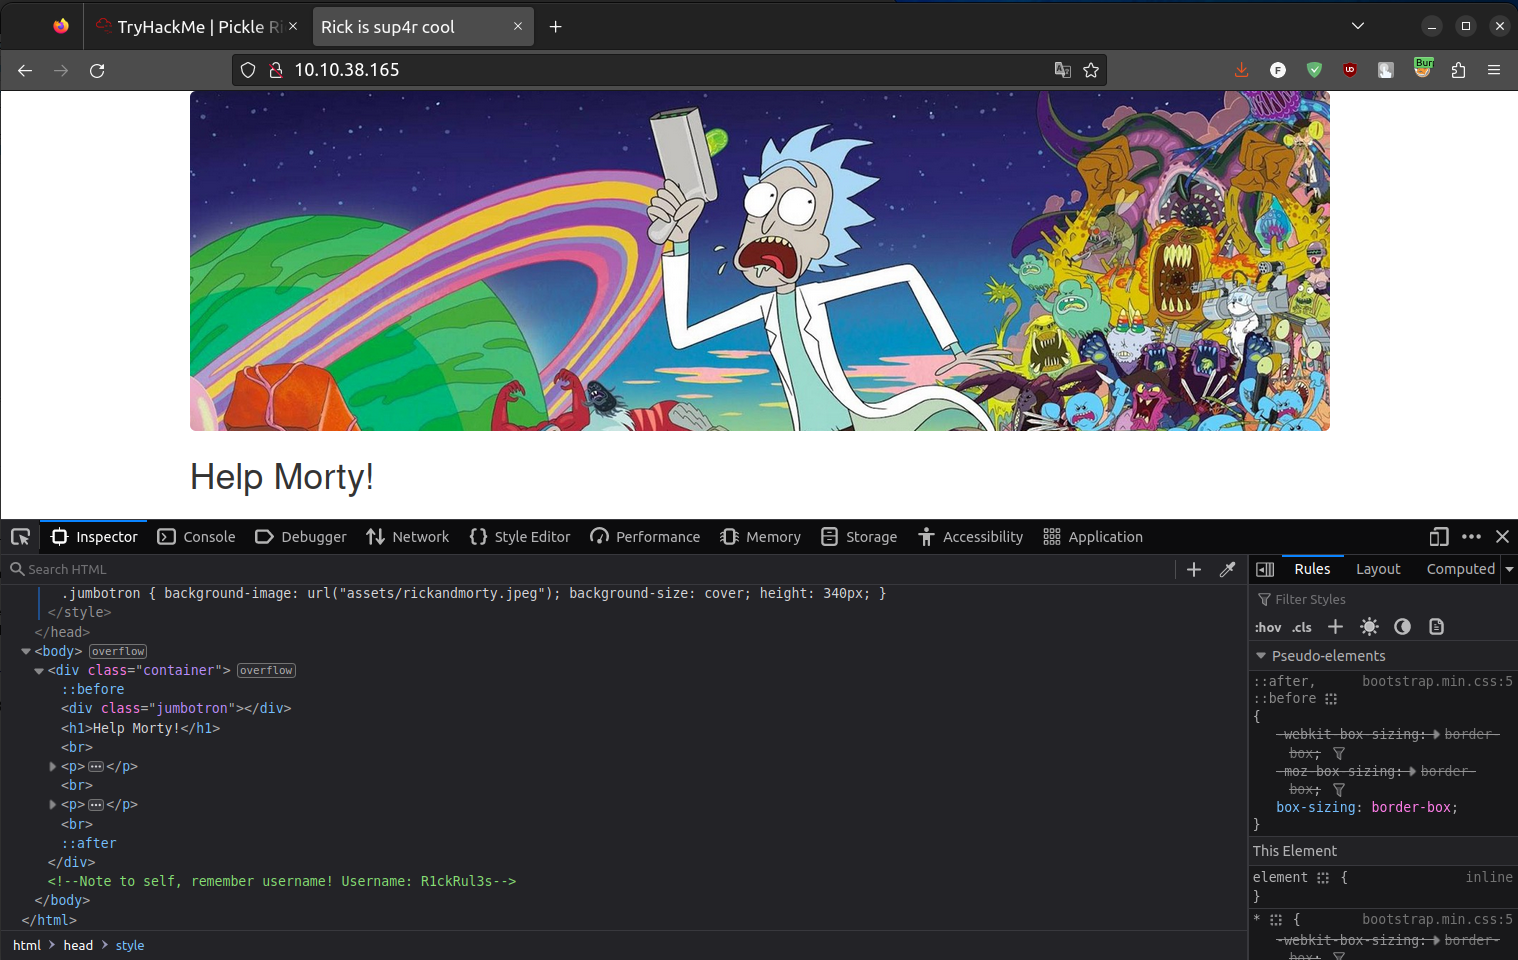 TryHackMe | Pickle Ri
Rick is sup4r cool
10.10.38.165
F
UD
Bur
Help Morty!
Inspector
Console
Debugger
Network
Style Editor
Performance
Memory
Storage
Accessibility
Application
Search HTML
Rules
Layout
Computed
.jumbotron { background-image: url("assets/rickandmorty.jpeg"); background-size: cover; height: 340px; }
</style>
</head>
<body> overflow
<div class="container"> overflow
::before
<div class="jumbotron"></div>
<h1>Help Morty!</h1>
<br>
<p>…</p>
<br>
<p>…</p>
<br>
::after
</div>
<!--Note to self, remember username! Username: R1ckRul3s-->
</body>
</html>
html > head > style
Filter Styles
:hov .cls
Pseudo-elements
::after, bootstrap.min.css:5
::before
{
-webkit-box-sizing: border-
box;
-moz-box-sizing: border-
box;
box-sizing: border-box;
}
This Element
element { inline
}
* { bootstrap.min.css:5
-webkit-box-sizing: border-
box;